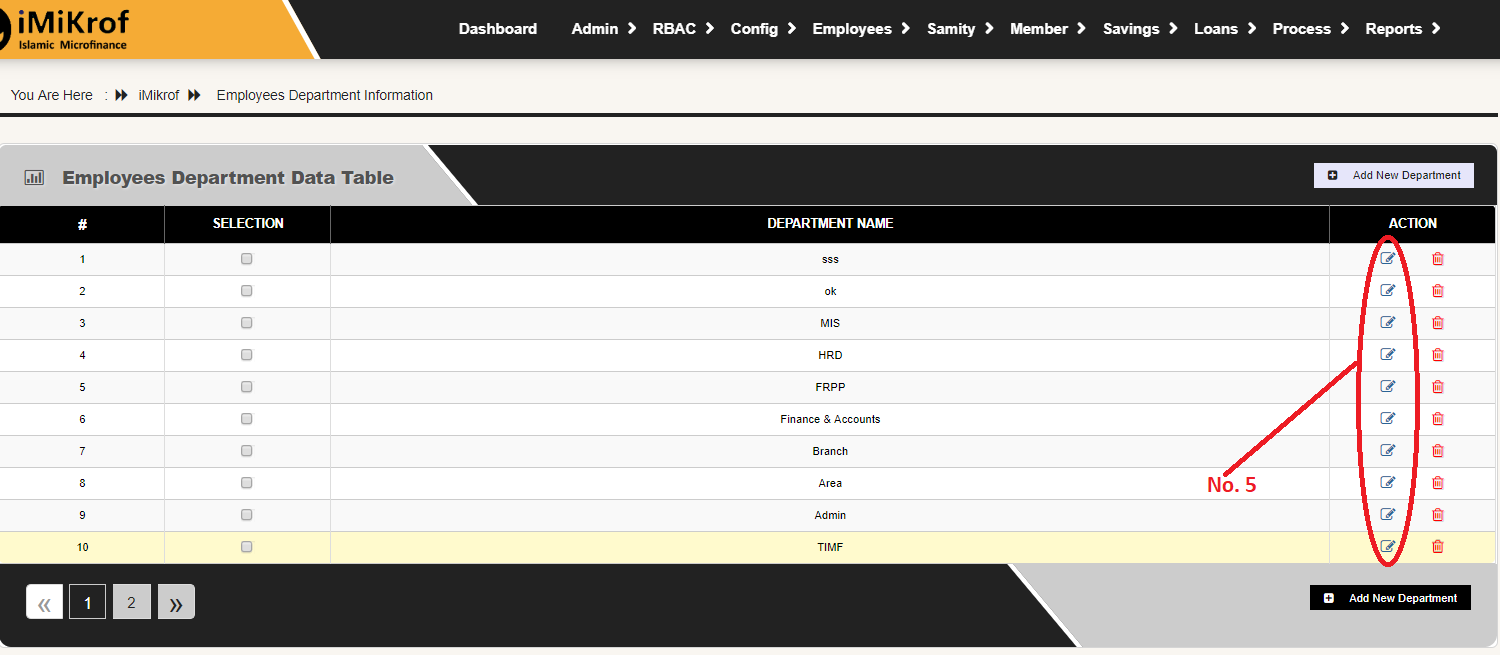 iMiKrof
Islamic Microfinance
Dashboard Admin RBAC Config Employees Samity Member Savings Loans Process Reports
You Are Here : iMikrof Employees Department Information
Employees Department Data Table
Add New Department
# SELECTION DEPARTMENT NAME ACTION
1 sss
2 ok
3 MIS
4 HRD
5 FRPP
6 Finance & Accounts
7 Branch
8 Area
No. 5
9 Admin
10 TIMF
« 1 2 »
Add New Department